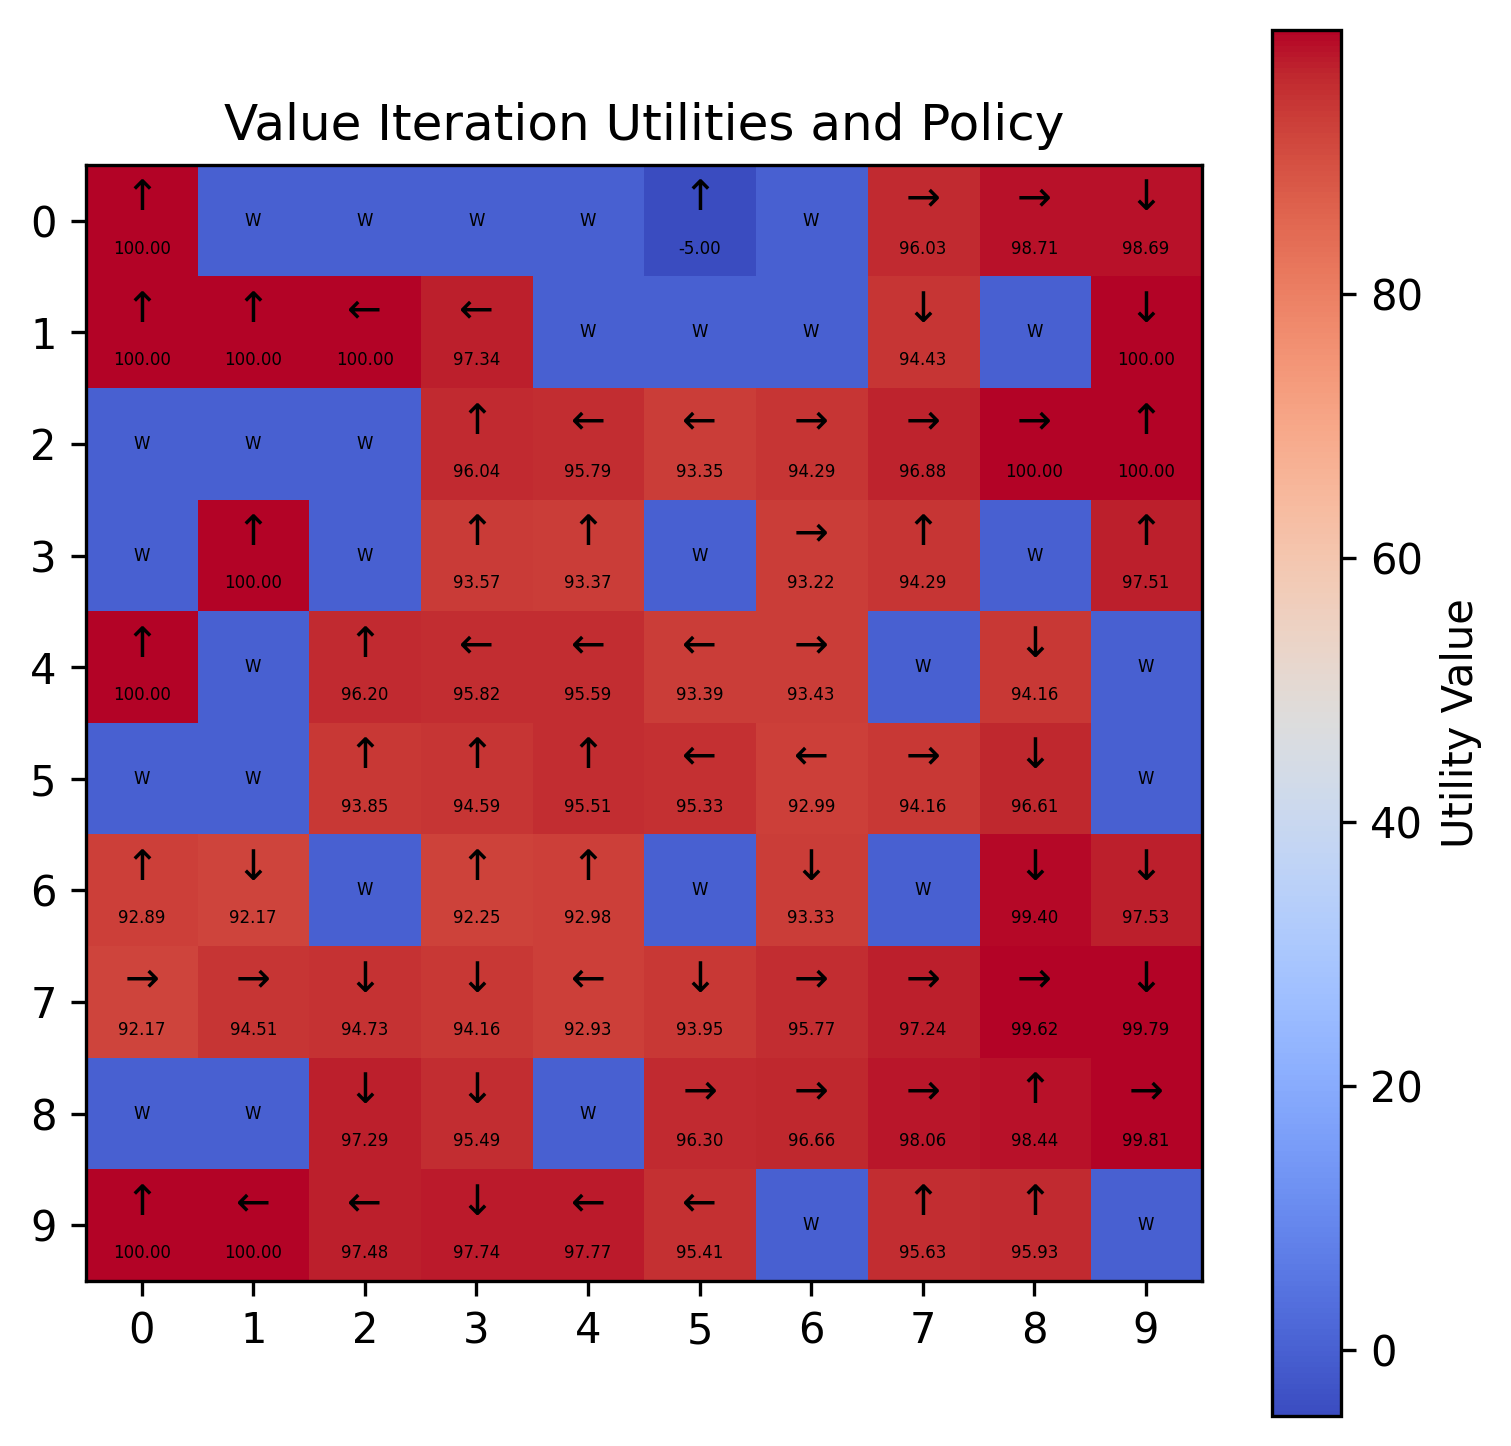 Value Iteration Utilities and Policy
0 ↑ 100.00 W W W W ↑ -5.00 W → 96.03 → 98.71 ↓ 98.69
1 ↑ 100.00 ↑ 100.00 ← 100.00 ← 97.34 W W W ↓ 94.43 W ↓ 100.00
2 W W W ↑ 96.04 ← 95.79 ← 93.35 → 94.29 → 96.88 → 100.00 ↑ 100.00
3 W ↑ 100.00 W ↑ 93.57 ↑ 93.37 W → 93.22 ↑ 94.29 W ↑ 97.51
4 ↑ 100.00 W ↑ 96.20 ← 95.82 ← 95.59 ← 93.39 → 93.43 W ↓ 94.16 W
5 W W ↑ 93.85 ↑ 94.59 ↑ 95.51 ← 95.33 ← 92.99 → 94.16 ↓ 96.61 W
6 ↑ 92.89 ↓ 92.17 W ↑ 92.25 ↑ 92.98 W ↓ 93.33 W ↓ 99.40 ↓ 97.53
7 → 92.17 → 94.51 ↓ 94.73 ↓ 94.16 ← 92.93 ↓ 93.95 → 95.77 → 97.24 → 99.62 ↓ 99.79
8 W W ↓ 97.29 ↓ 95.49 W → 96.30 → 96.66 → 98.06 ↑ 98.44 → 99.81
9 ↑ 100.00 ← 100.00 ← 97.48 ↓ 97.74 ← 97.77 ← 95.41 W ↑ 95.63 ↑ 95.93 W
0 1 2 3 4 5 6 7 8 9
80
60
40
20
0
Utility Value